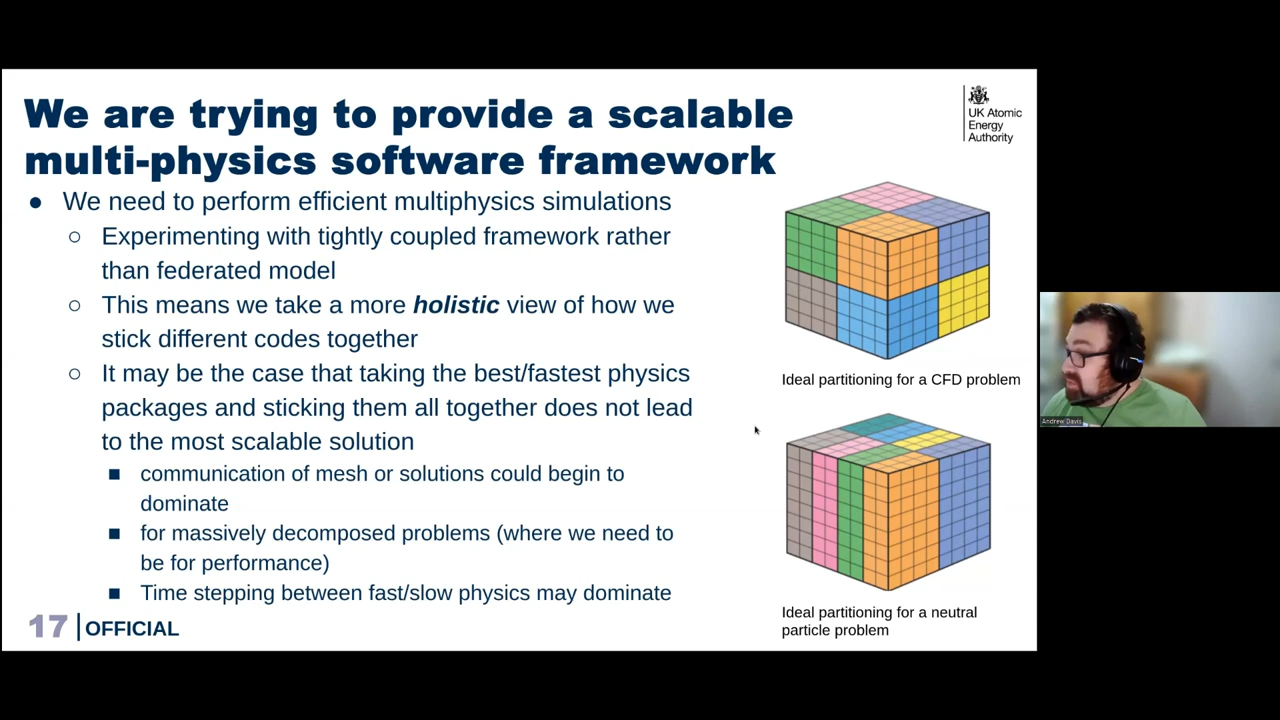 We are trying to provide a scalable
multi-physics software framework
UK Atomic
Energy
Authority
● We need to perform efficient multiphysics simulations
○ Experimenting with tightly coupled framework rather
than federated model
○ This means we take a more holistic view of how we
stick different codes together
○ It may be the case that taking the best/fastest physics
packages and sticking them all together does not lead
to the most scalable solution
■ communication of mesh or solutions could begin to
dominate
■ for massively decomposed problems (where we need to
be for performance)
■ Time stepping between fast/slow physics may dominate
Ideal partitioning for a CFD problem
Ideal partitioning for a neutral
particle problem
17 OFFICIAL
Andrew Davis